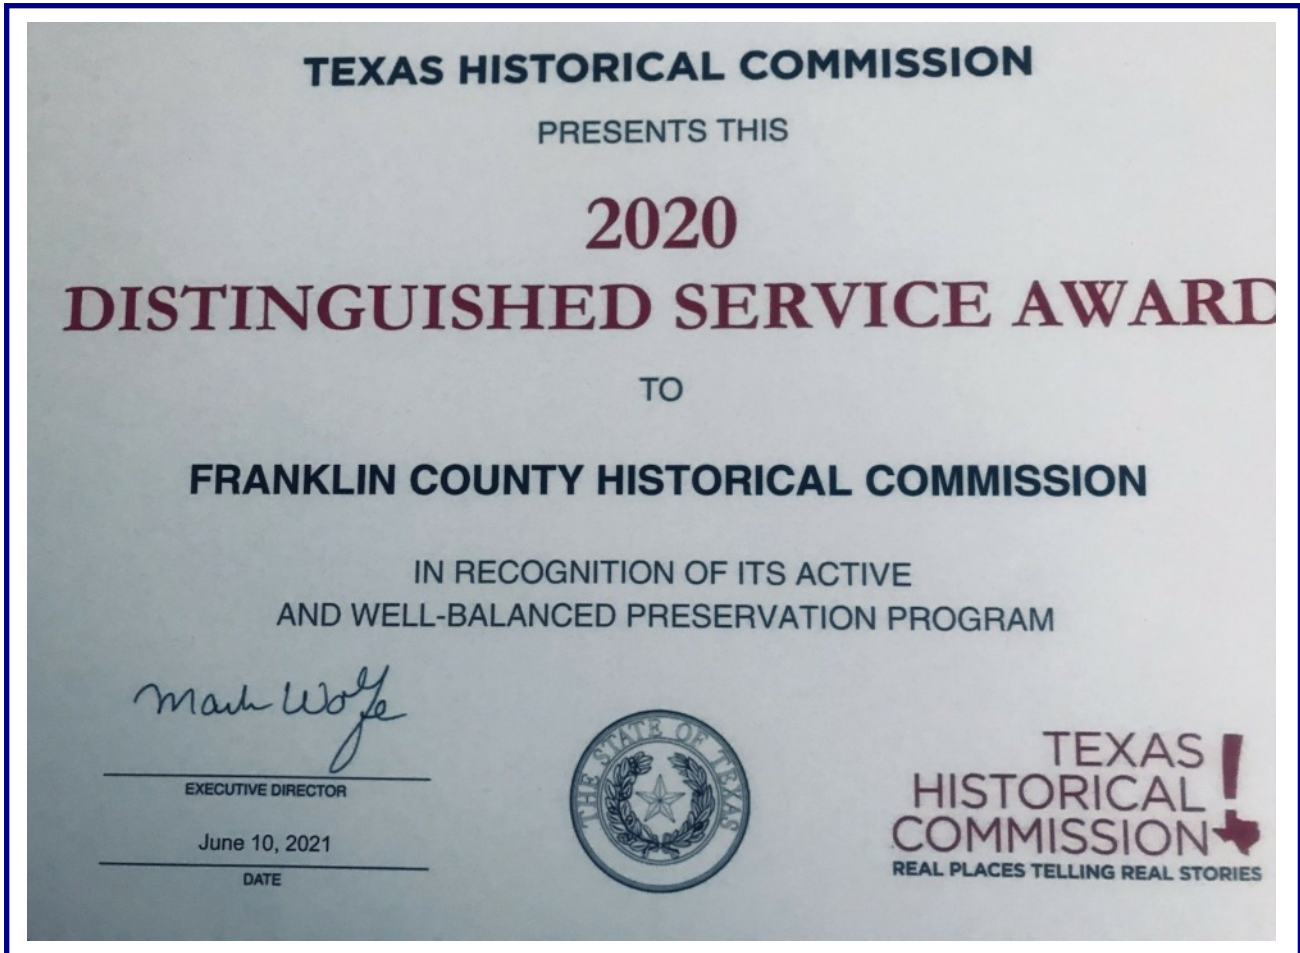 TEXAS HISTORICAL COMMISSION
PRESENTS THIS
2020
DISTINGUISHED SERVICE AWARD
TO
FRANKLIN COUNTY HISTORICAL COMMISSION
IN RECOGNITION OF ITS ACTIVE
AND WELL-BALANCED PRESERVATION PROGRAM
Mark Wolfe
EXECUTIVE DIRECTOR
June 10, 2021
DATE
THE STATE OF TEXAS
TEXAS
HISTORICAL
COMMISSION
REAL PLACES TELLING REAL STORIES